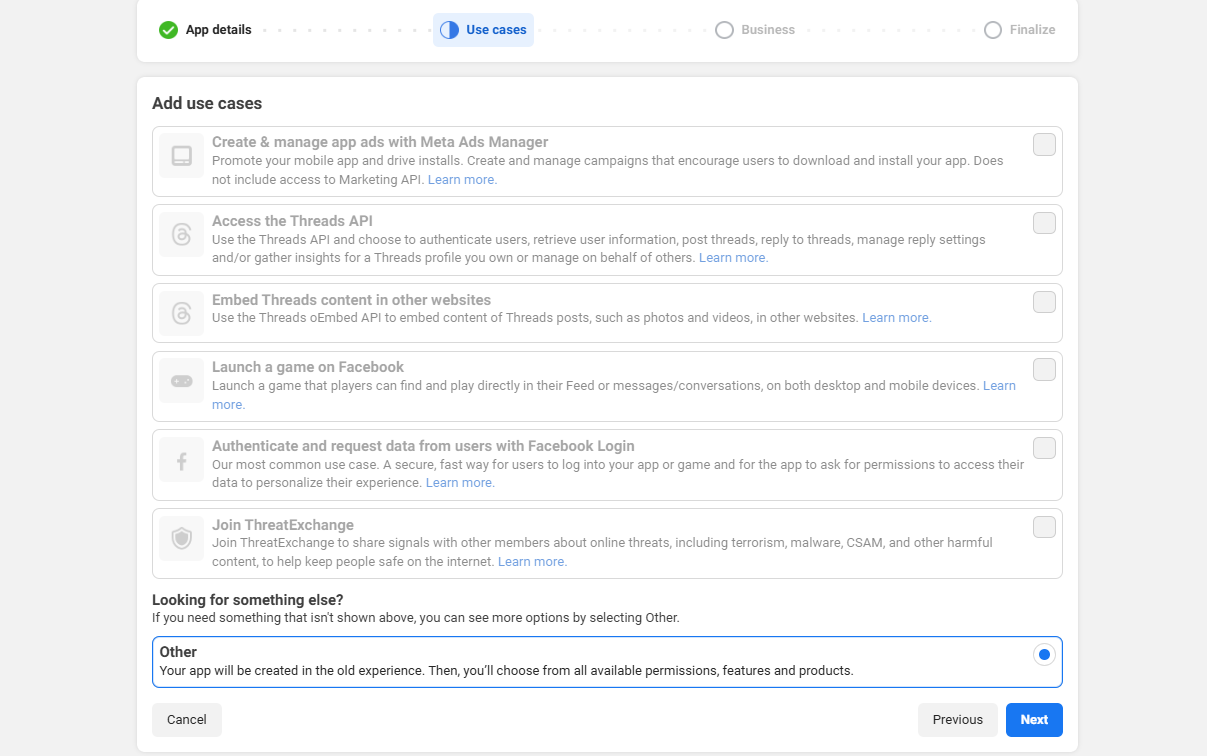 App details
Use cases
Business
Finalize
Add use cases
Create & manage app ads with Meta Ads Manager
Promote your mobile app and drive installs. Create and manage campaigns that encourage users to download and install your app. Does
not include access to Marketing API. Learn more.
Access the Threads API
Use the Threads API and choose to authenticate users, retrieve user information, post threads, reply to threads, manage reply settings
and/or gather insights for a Threads profile you own or manage on behalf of others. Learn more.
Embed Threads content in other websites
Use the Threads oEmbed API to embed content of Threads posts, such as photos and videos, in other websites. Learn more.
Launch a game on Facebook
Launch a game that players can find and play directly in their Feed or messages/conversations, on both desktop and mobile devices. Learn
more.
Authenticate and request data from users with Facebook Login
Our most common use case. A secure, fast way for users to log into your app or game and for the app to ask for permissions to access their
data to personalize their experience. Learn more.
Join ThreatExchange
Join ThreatExchange to share signals with other members about online threats, including terrorism, malware, CSAM, and other harmful
content, to help keep people safe on the internet. Learn more.
Looking for something else?
If you need something that isn't shown above, you can see more options by selecting Other.
Other
Your app will be created in the old experience. Then, you’ll choose from all available permissions, features and products.
Cancel
Previous
Next